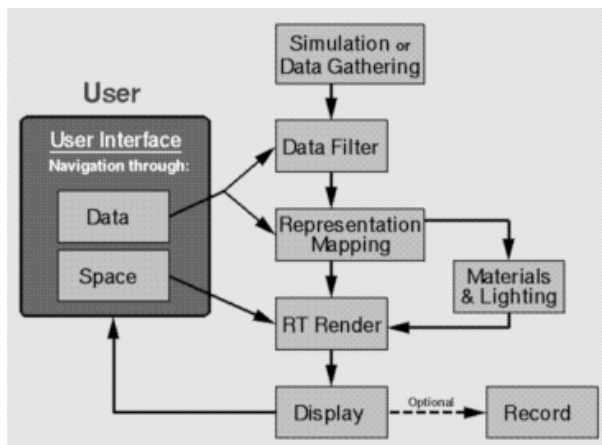 Simulation or
Data Gathering
User
User Interface
Navigation through:
Data
Space
Data Filter
Representation
Mapping
Materials
& Lighting
RT Render
Display
Optional
Record